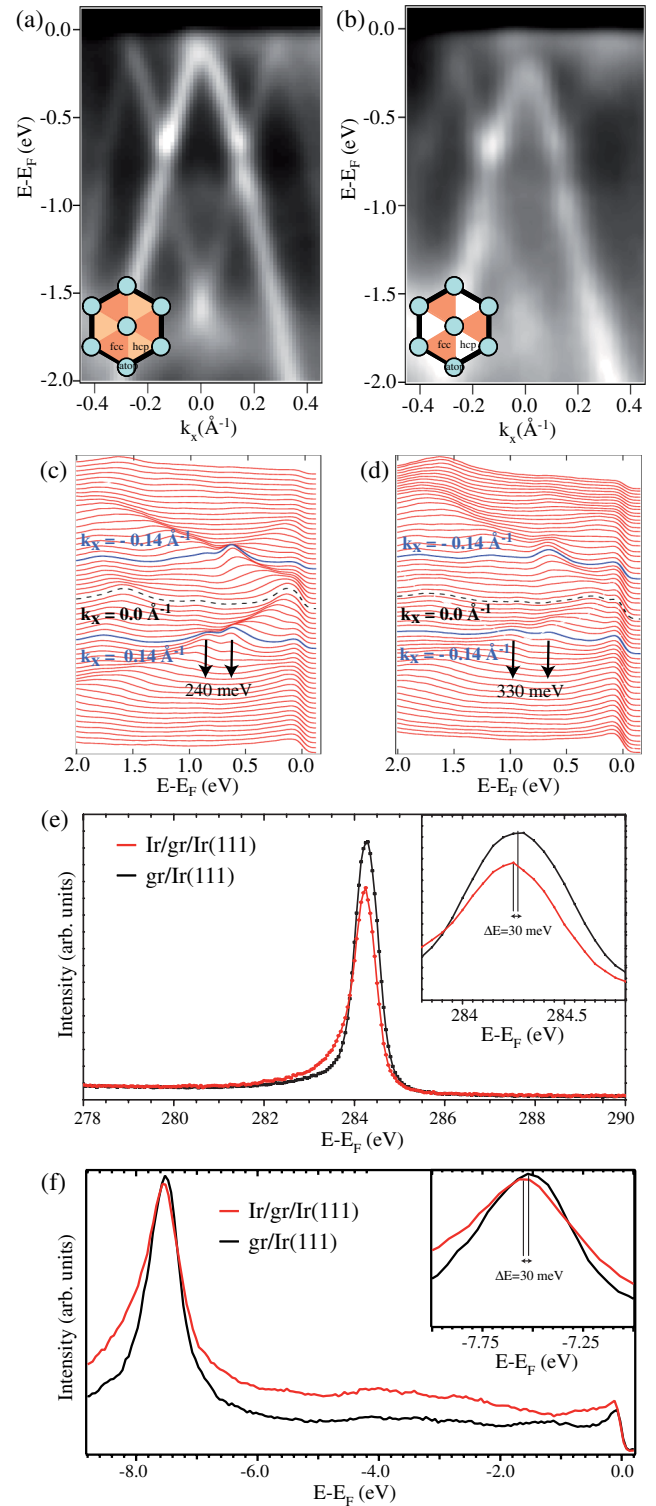 (a)
(b)
0.0
-0.5
-1.0
-1.5
-2.0
E-E_F (eV)
fcc
hcp
atop
-0.4 -0.2 0.0 0.2 0.4
k_x(Å⁻¹)
0.0
-0.5
-1.0
-1.5
-2.0
E-E_F (eV)
fcc
hcp
atop
-0.4 -0.2 0.0 0.2 0.4
k_x(Å⁻¹)
(c)
k_x = - 0.14 Å⁻¹
k_x = 0.0 Å⁻¹
k_x = 0.14 Å⁻¹
240 meV
2.0 1.5 1.0 0.5 0.0
E-E_F (eV)
(d)
k_x = - 0.14 Å⁻¹
k_x = 0.0 Å⁻¹
k_x = - 0.14 Å⁻¹
330 meV
2.0 1.5 1.0 0.5 0.0
E-E_F (eV)
(e)
Ir/gr/Ir(111)
gr/Ir(111)
Intensity (arb. units)
ΔE=30 meV
284 284.5
E-E_F (eV)
278 280 282 284 286 288 290
E-E_F (eV)
(f)
Ir/gr/Ir(111)
gr/Ir(111)
Intensity (arb. units)
ΔE=30 meV
-7.75 -7.25
E-E_F (eV)
-8.0 -6.0 -4.0 -2.0 0.0
E-E_F (eV)